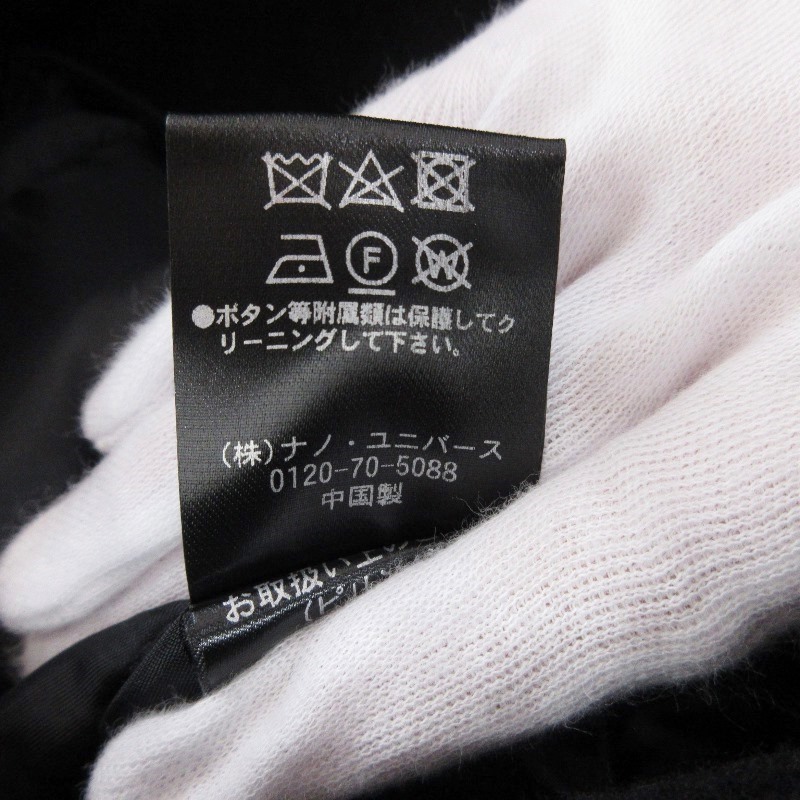 F W
●ボタン等附属類は保護してク
リーニングして下さい。
(株)ナノ・ユニバース
0120-70-5088
中国製
お取扱い上の
(ピリ